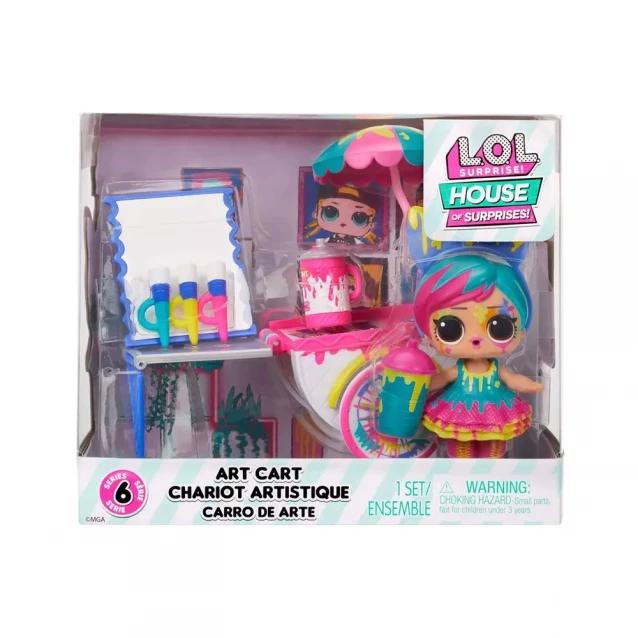 L.O.L.
SURPRISE!
HOUSE
OF SURPRISES!
SERIES
6
SÉRIE
SERIE
©MGA
ART CART
CHARIOT ARTISTIQUE
CARRO DE ARTE
1 SET/
ENSEMBLE
WARNING:
CHOKING HAZARD-Small parts.
Not for children under 3 years.